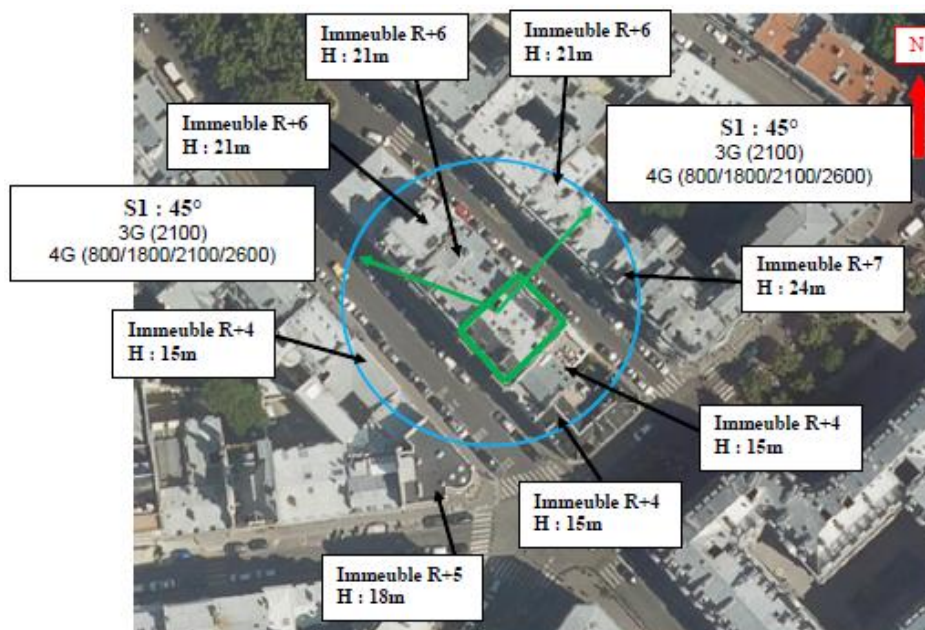 Immeuble R+6
H : 21m
Immeuble R+6
H : 21m
N
Immeuble R+6
H : 21m
S1 : 45°
3G (2100)
4G (800/1800/2100/2600)
S1 : 45°
3G (2100)
4G (800/1800/2100/2600)
Immeuble R+7
H : 24m
Immeuble R+4
H : 15m
Immeuble R+4
H : 15m
Immeuble R+4
H : 15m
Immeuble R+5
H : 18m